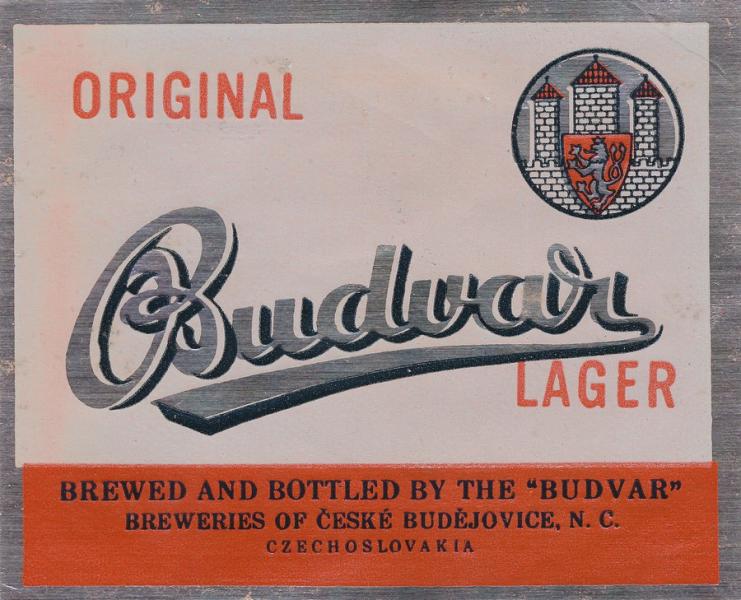 ORIGINAL
Budvar
LAGER
BREWED AND BOTTLED BY THE “BUDVAR”
BREWERIES OF ČESKÉ BUDĚJOVICE, N. C.
CZECHOSLOVAKIA